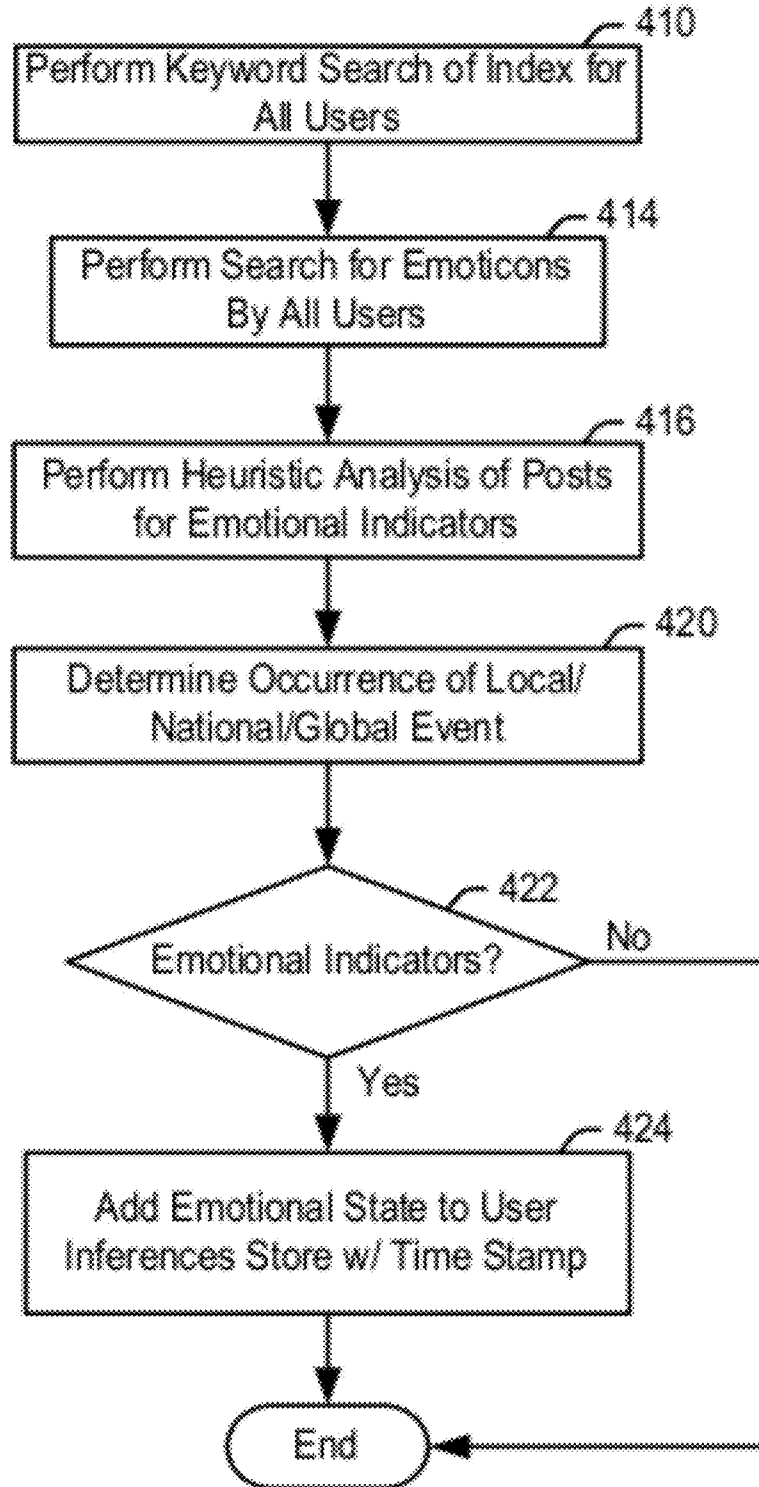 410
Perform Keyword Search of Index for
All Users
414
Perform Search for Emoticons
By All Users
416
Perform Heuristic Analysis of Posts
for Emotional Indicators
420
Determine Occurrence of Local/
National/Global Event
422
Emotional Indicators?
No
Yes
424
Add Emotional State to User
Inferences Store w/ Time Stamp
End